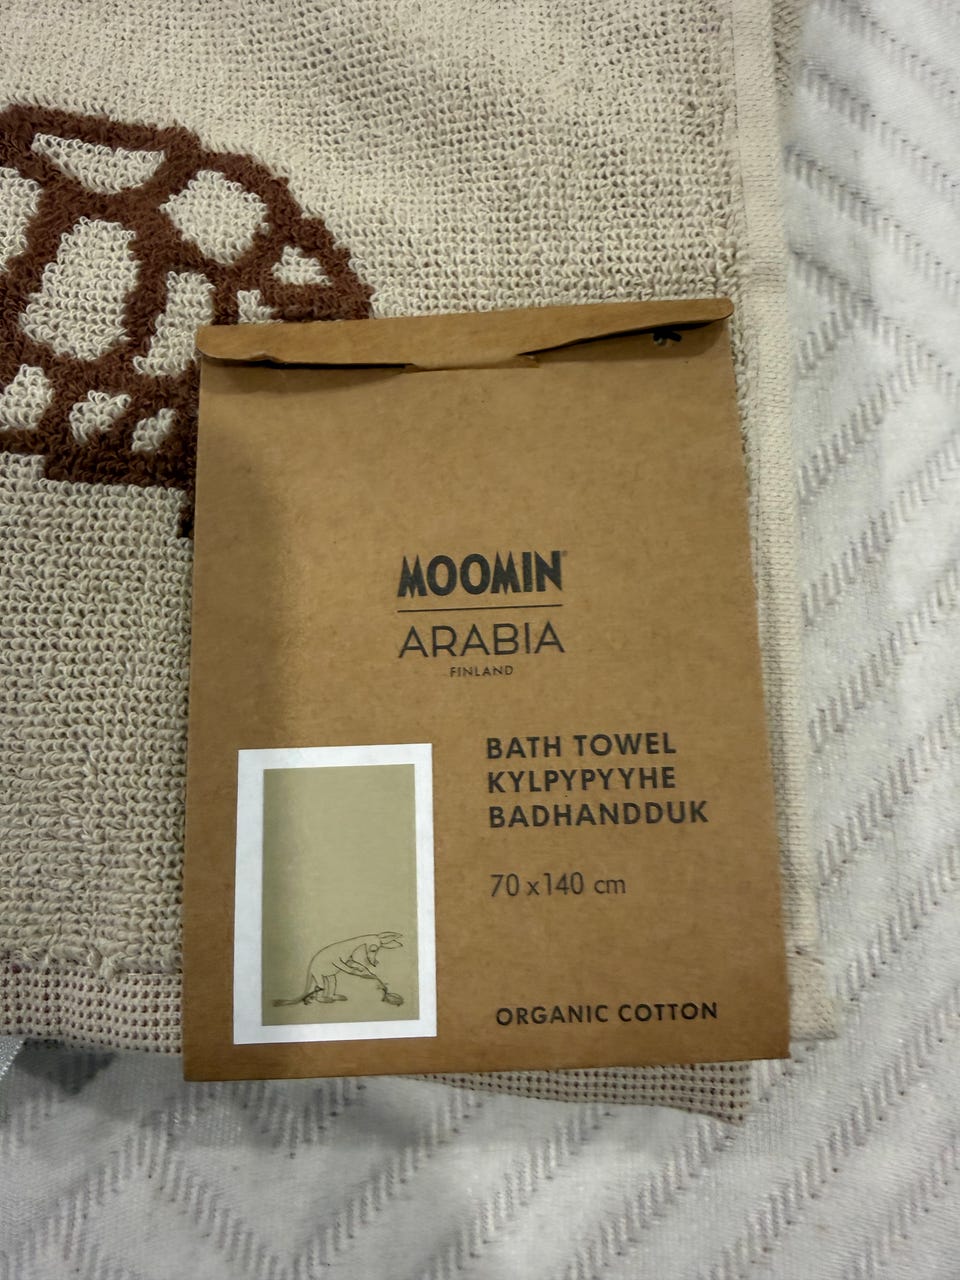 MOOMIN
ARABIA
FINLAND
BATH TOWEL
KYLPYPYYHE
BADHANDDUK
70 x 140 cm
ORGANIC COTTON